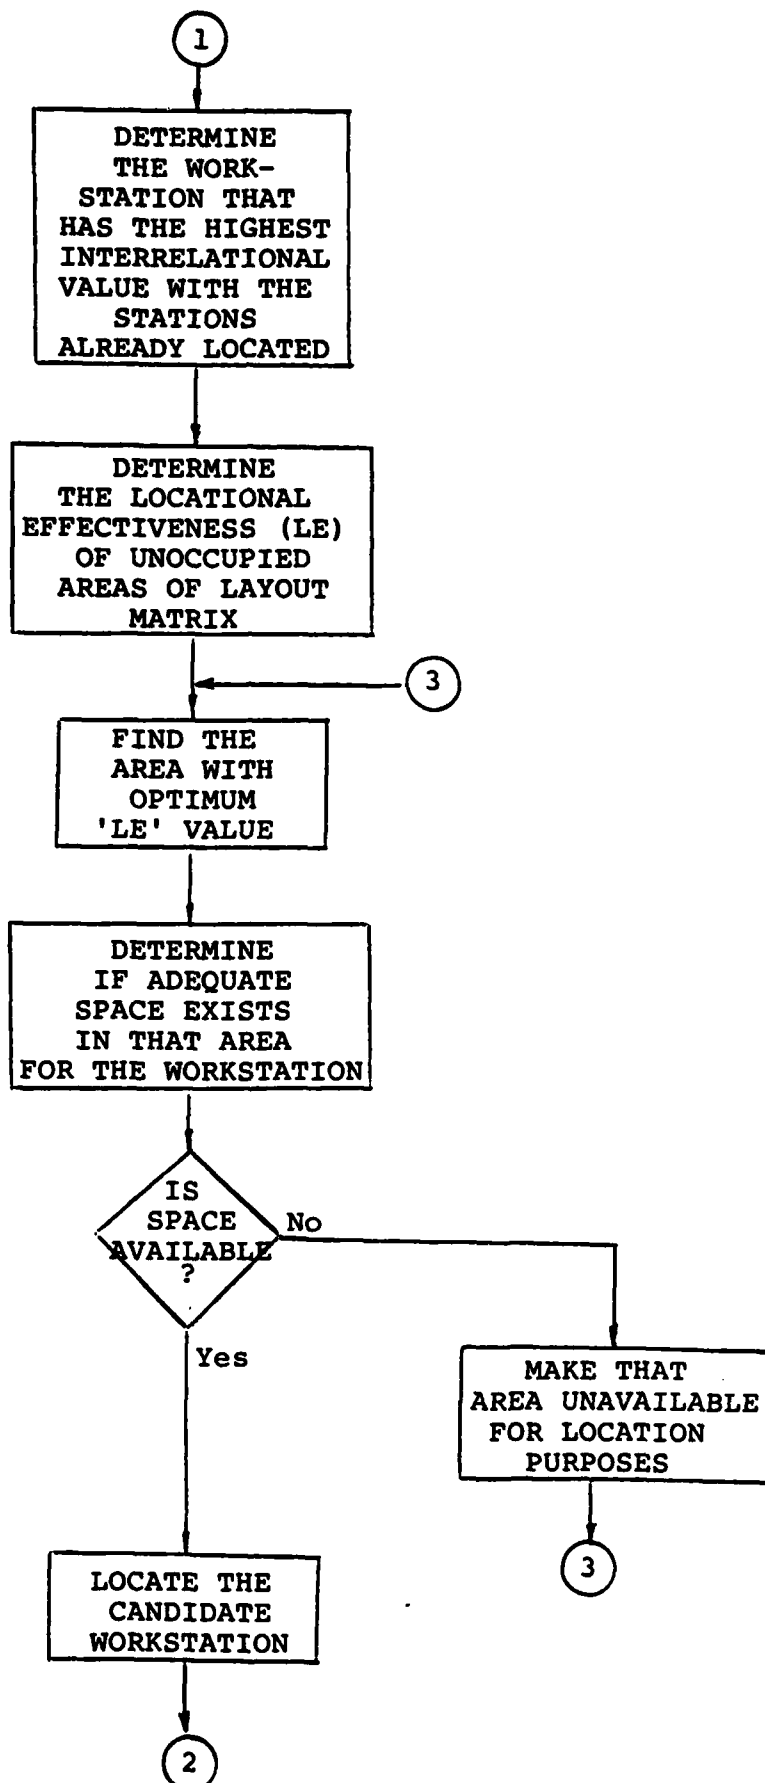 1
DETERMINE
THE WORK-
STATION THAT
HAS THE HIGHEST
INTERRELATIONAL
VALUE WITH THE
STATIONS
ALREADY LOCATED
DETERMINE
THE LOCATIONAL
EFFECTIVENESS (LE)
OF UNOCCUPIED
AREAS OF LAYOUT
MATRIX
3
FIND THE
AREA WITH
OPTIMUM
'LE' VALUE
DETERMINE
IF ADEQUATE
SPACE EXISTS
IN THAT AREA
FOR THE WORKSTATION
IS
SPACE
AVAILABLE
?
No
Yes
MAKE THAT
AREA UNAVAILABLE
FOR LOCATION
PURPOSES
3
LOCATE THE
CANDIDATE
WORKSTATION
2